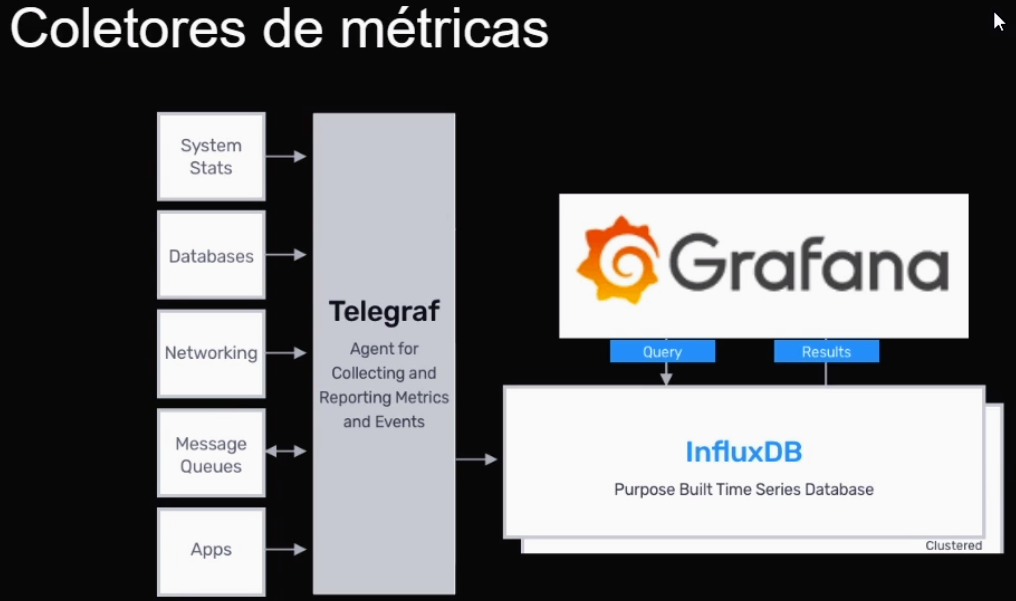 Coletores de métricas
System
Stats
Databases
Networking
Message
Queues
Apps
Telegraf
Agent for
Collecting and
Reporting Metrics
and Events
Grafana
Query
Results
InfluxDB
Purpose Built Time Series Database
Clustered